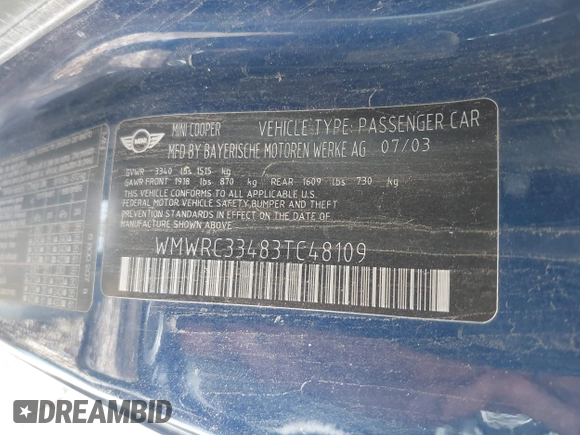 MINI COOPER VEHICLE TYPE: PASSENGER CAR
MFD BY BAYERISCHE MOTOREN WERKE AG 07/03
GVWR 3340 lbs 1515 kg
GAWR FRONT 1918 lbs 870 kg REAR 1609 lbs 730 kg
THIS VEHICLE CONFORMS TO ALL APPLICABLE
FEDERAL MOTOR VEHICLE SAFETY, BUMPER AND THEFT
PREVENTION STANDARDS IN EFFECT ON THE DATE OF
MANUFACTURE SHOWN ABOVE.
WMWRC33483TC48109
DREAMBID